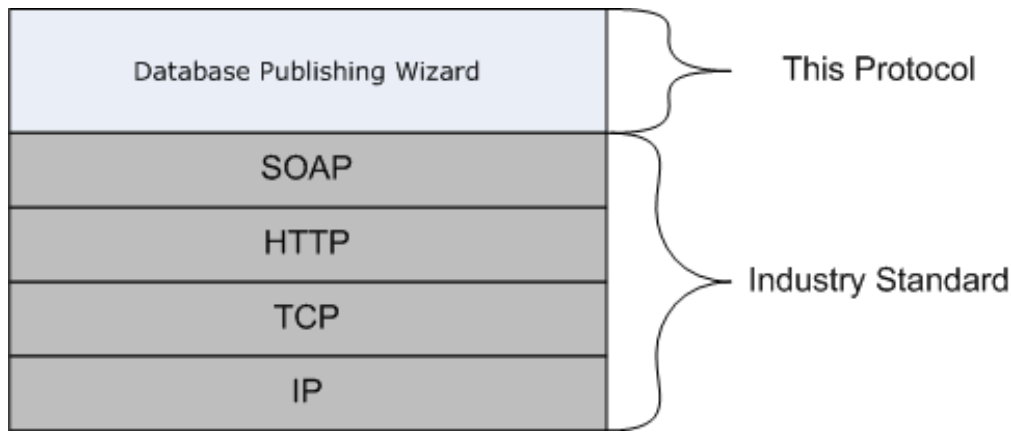 Database Publishing Wizard
This Protocol
SOAP
HTTP
TCP
IP
Industry Standard